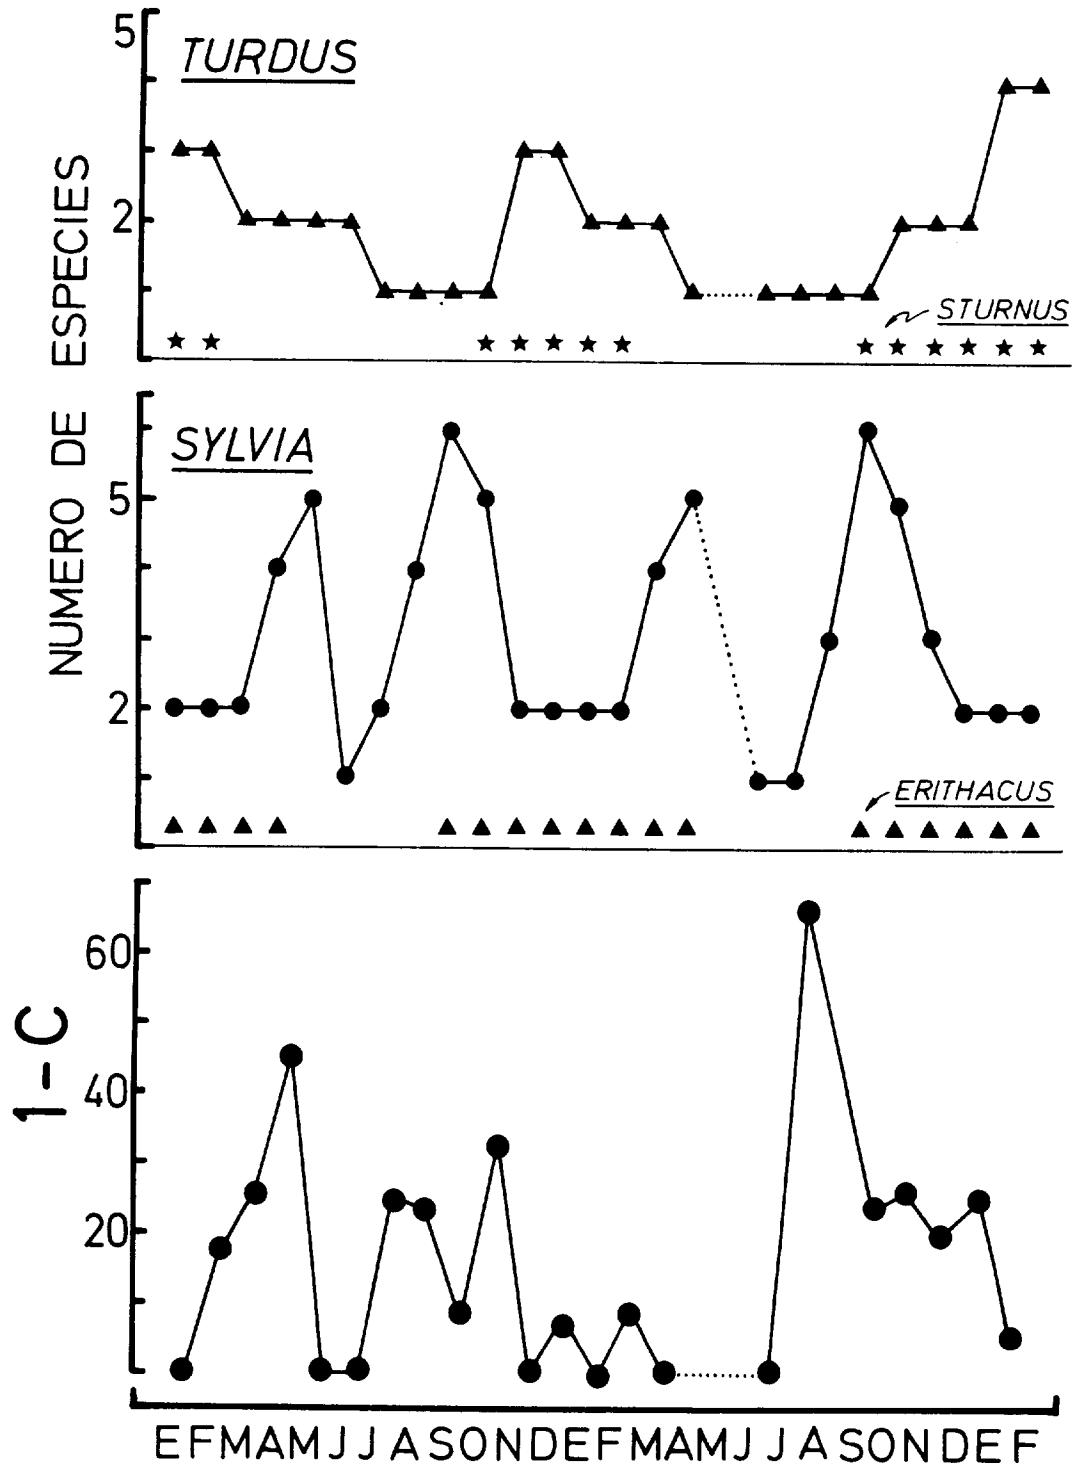 5
TURDUS
2
STURNUS
NUMERO DE ESPECIES
SYLVIA
5
2
ERITHACUS
60
40
20
1-C
EFMAMJJASONDEFMAMJJASONDEF